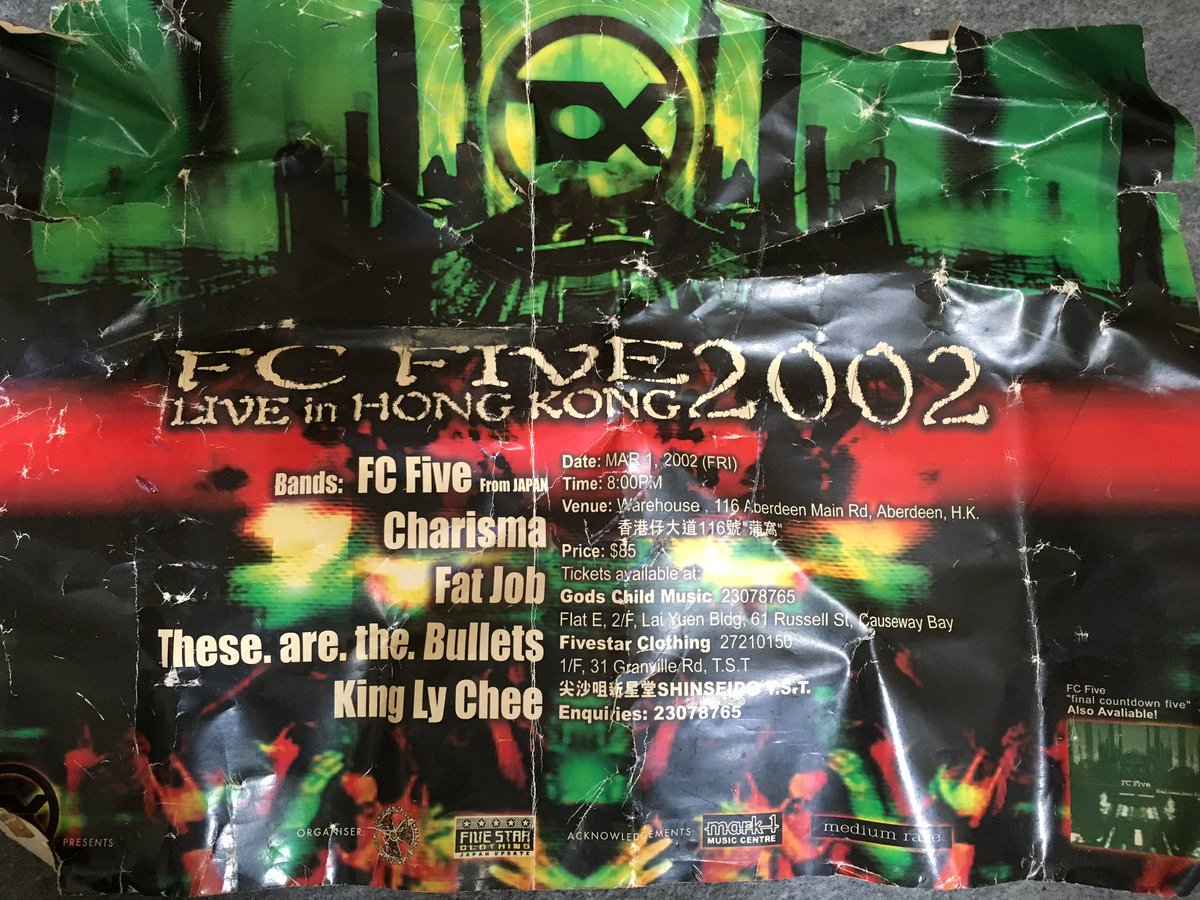 FC FIVE 2002
LIVE in HONG KONG
Bands: FC Five From JAPAN
Charisma
Fat Job
These. are. the. Bullets
King Ly Chee
Date: MAR 1, 2002 (FRI)
Time: 8:00PM
Venue: Warehouse , 116 Aberdeen Main Rd, Aberdeen, H.K.
香港仔大道116號"蒲窩"
Price: $85
Tickets available at:
Gods Child Music 23078765
Flat E, 2/F, Lai Yuen Bldg, 61 Russell St, Causeway Bay
Fivestar Clothing 27210150
1/F, 31 Granville Rd, T.S.T
尖沙咀新星堂SHINSEIDO T.S.T.
Enquiries: 23078765
FC Five
"final countdown five"
Also Avaliable!
FC Five
PRESENTS
ORGANISER:
FIVE STAR
CLOTHING
JAPAN UPDATE
ACKNOWLEDGEMENTS:
mark-1
MUSIC CENTRE
medium rare